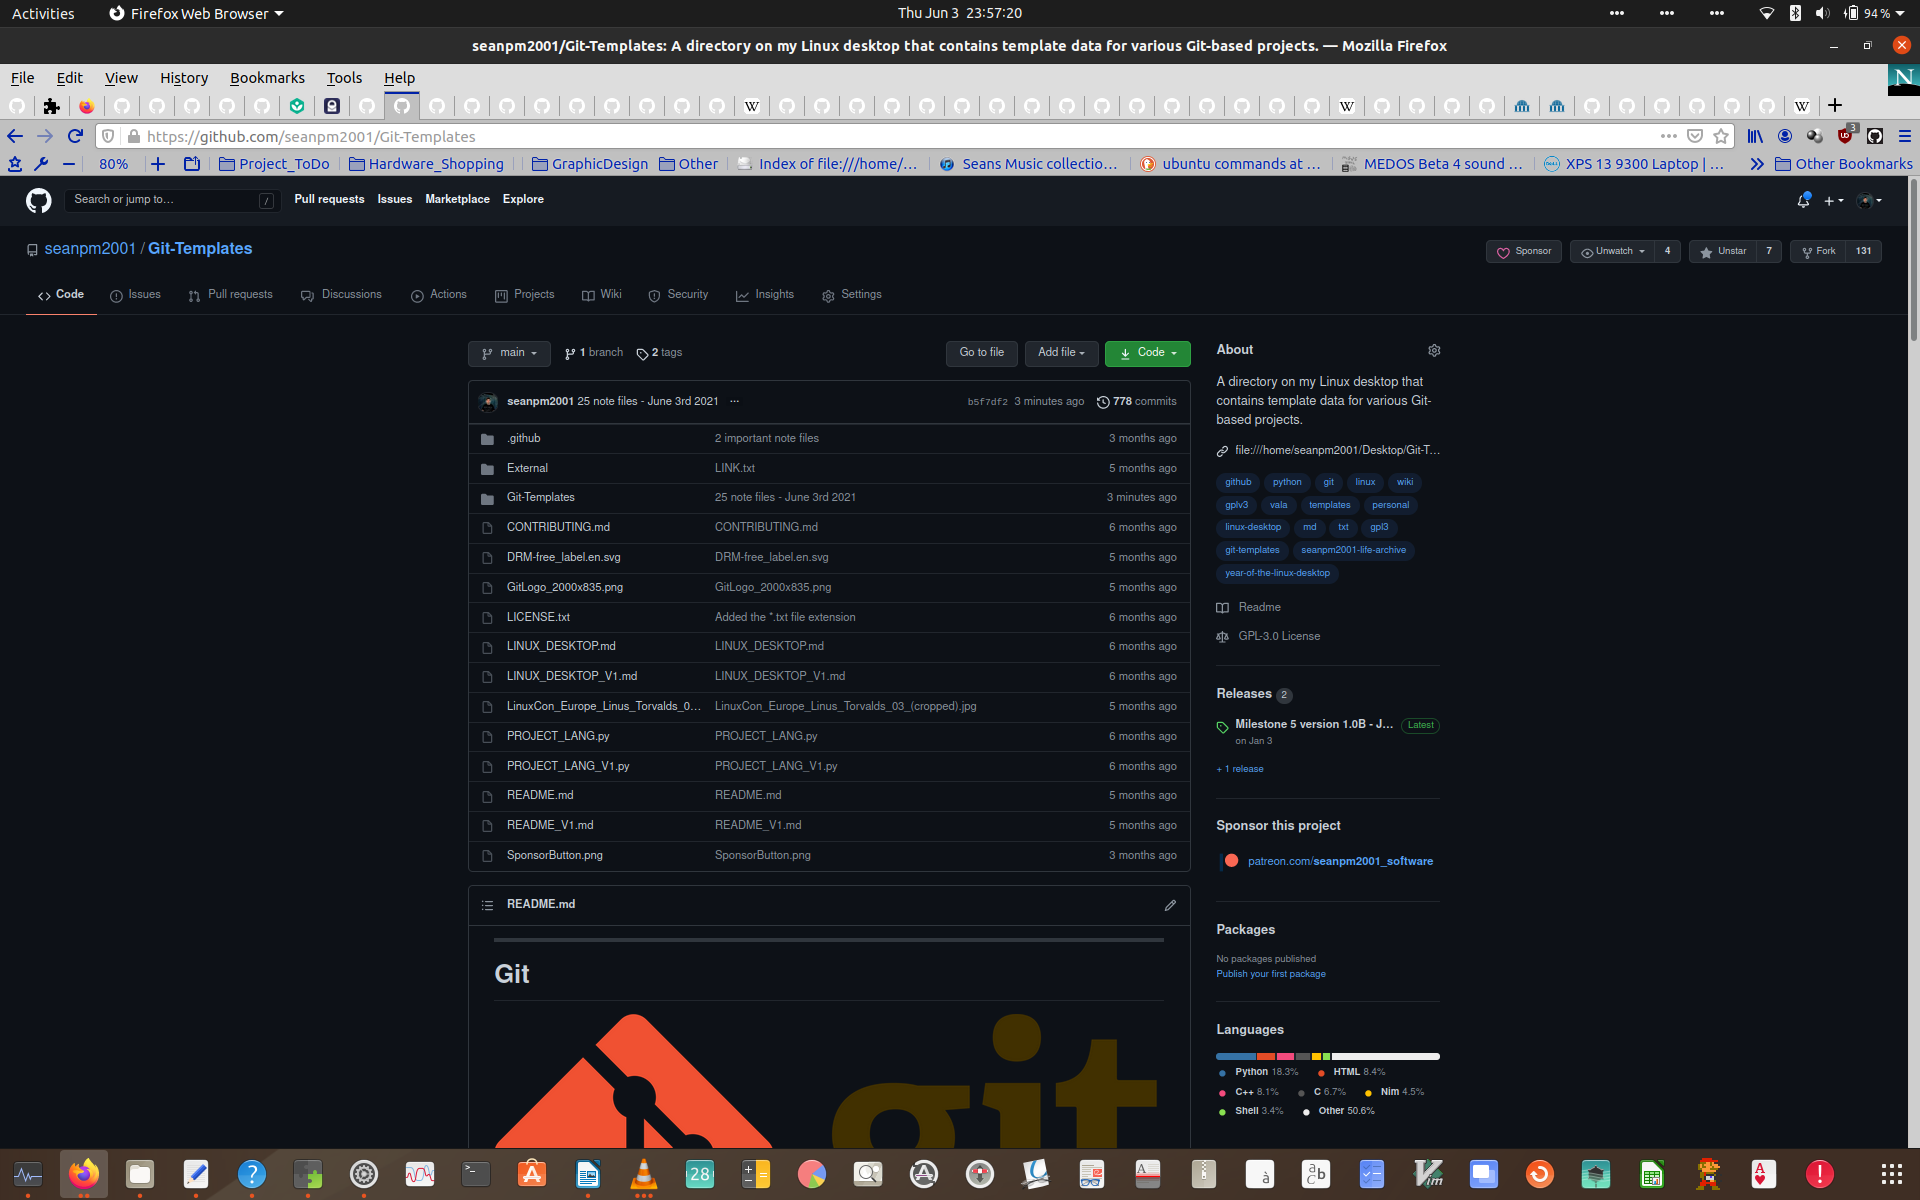 Activities Firefox Web Browser Thu Jun 3 23:57:20 94 %
seanpm2001/Git-Templates: A directory on my Linux desktop that contains template data for various Git-based projects. — Mozilla Firefox
File Edit View History Bookmarks Tools Help N
W W W
https://github.com/seanpm2001/Git-Templates 3
80% Project_ToDo Hardware_Shopping GraphicDesign Other Index of file:///home/… Seans Music collectio… ubuntu commands at … MEDOS Beta 4 sound … XPS 13 9300 Laptop | … Other Bookmarks
Search or jump to… / Pull requests Issues Marketplace Explore
seanpm2001 / Git-Templates Sponsor Unwatch 4 Unstar 7 Fork 131
Code Issues Pull requests Discussions Actions Projects Wiki Security Insights Settings
main 1 branch 2 tags Go to file Add file Code
seanpm2001 25 note files - June 3rd 2021 ... b5f7df2 3 minutes ago 778 commits
.github 2 important note files 3 months ago
External LINK.txt 5 months ago
Git-Templates 25 note files - June 3rd 2021 3 minutes ago
CONTRIBUTING.md CONTRIBUTING.md 6 months ago
DRM-free_label.en.svg DRM-free_label.en.svg 5 months ago
GitLogo_2000x835.png GitLogo_2000x835.png 5 months ago
LICENSE.txt Added the *.txt file extension 6 months ago
LINUX_DESKTOP.md LINUX_DESKTOP.md 6 months ago
LINUX_DESKTOP_V1.md LINUX_DESKTOP_V1.md 6 months ago
LinuxCon_Europe_Linus_Torvalds_0… LinuxCon_Europe_Linus_Torvalds_03_(cropped).jpg 5 months ago
PROJECT_LANG.py PROJECT_LANG.py 6 months ago
PROJECT_LANG_V1.py PROJECT_LANG_V1.py 6 months ago
README.md README.md 5 months ago
README_V1.md README_V1.md 5 months ago
SponsorButton.png SponsorButton.png 3 months ago
README.md
Git
git
About
A directory on my Linux desktop that
contains template data for various Git-
based projects.
file:///home/seanpm2001/Desktop/Git-T…
github python git linux wiki
gplv3 vala templates personal
linux-desktop md txt gpl3
git-templates seanpm2001-life-archive
year-of-the-linux-desktop
Readme
GPL-3.0 License
Releases 2
Milestone 5 version 1.0B - J… Latest
on Jan 3
+ 1 release
Sponsor this project
patreon.com/seanpm2001_software
Packages
No packages published
Publish your first package
Languages
Python 18.3% HTML 8.4%
C++ 8.1% C 6.7% Nim 4.5%
Shell 3.4% Other 50.6%
28